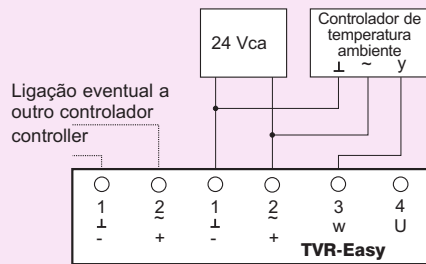 Controlador de
temperatura
ambiente
⊥ ~ y
24 Vca
Ligação eventual a
outro controlador
controller
1 2 1 2 3 4
⊥ ~ ⊥ ~ w U
- + - +
TVR-Easy